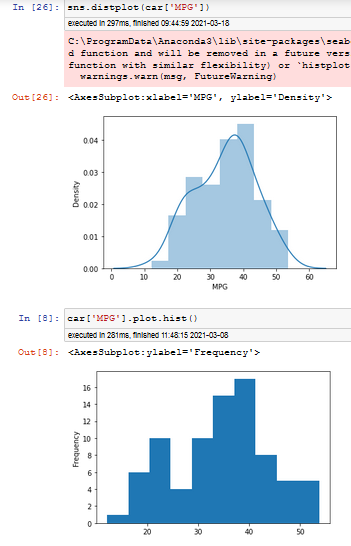 In [26]: sns.distplot(car['MPG'])
executed in 297ms, finished 09:44:59 2021-03-18
C:\ProgramData\Anaconda3\lib\site-packages\seab
d function and will be removed in a future vers
function with similar flexibility) or `histplot
warnings.warn(msg, FutureWarning)
Out[26]: <AxesSubplot:xlabel='MPG', ylabel='Density'>
0.04
0.03
0.02
0.01
0.00
Density
0 10 20 30 40 50 60
MPG
In [8]: car['MPG'].plot.hist()
executed in 281ms, finished 11:48:15 2021-03-08
Out[8]: <AxesSubplot:ylabel='Frequency'>
16
14
12
10
8
6
4
2
0
Frequency
20 30 40 50